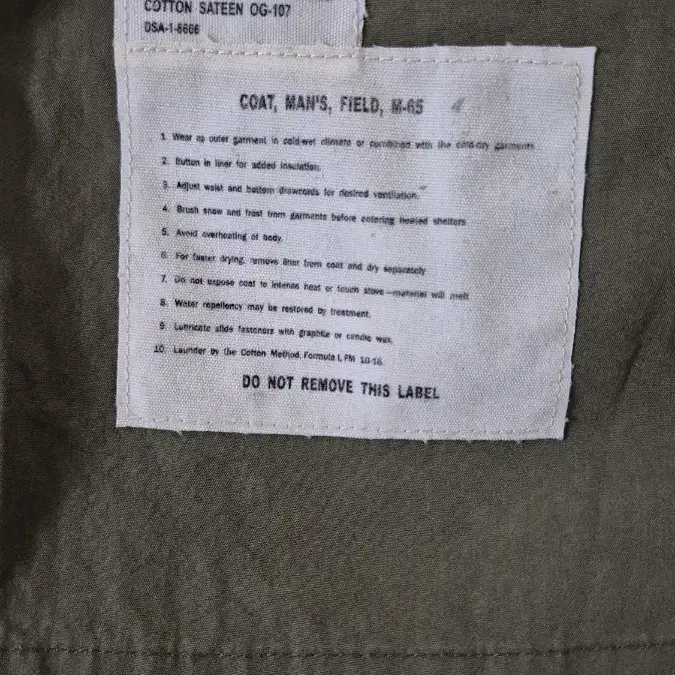 COTTON SATEEN OG-107
DSA-1-6666
COAT, MAN'S, FIELD, M-65
1. Wear as outer garment in cold-wet climate or combined with the cold-dry garments.
2. Button in liner for added insulation.
3. Adjust waist and bottom drawcords for desired ventilation.
4. Brush snow and frost from garments before entering heated shelters
5. Avoid overheating of body.
6. For faster drying, remove liner from coat and dry separately
7. Do not expose coat to intense heat or touch stove—material will melt
8. Water repellency may be restored by treatment.
9. Lubricate slide fasteners with graphite or candle wax.
10. Launder by the Cotton Method, Formula I, FM 10-16
DO NOT REMOVE THIS LABEL